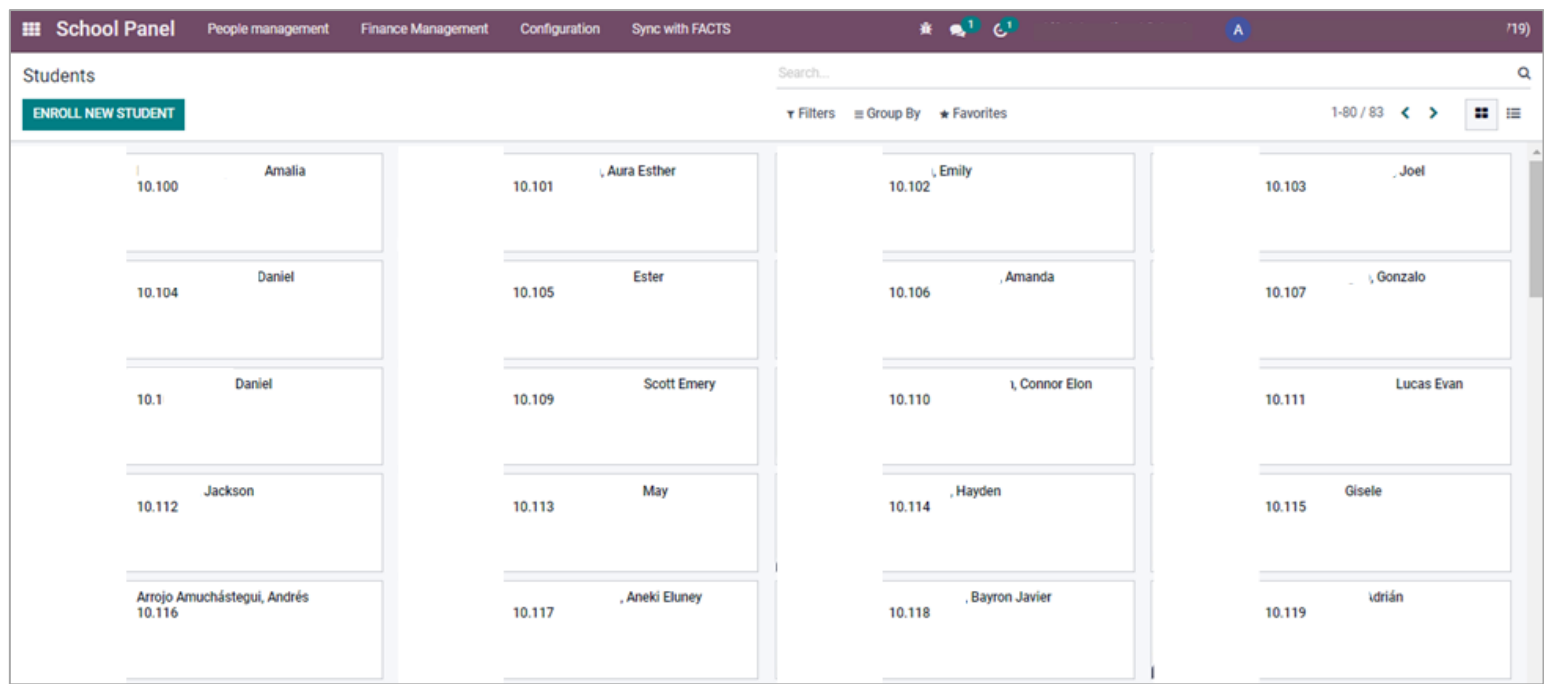 School Panel People management Finance Management Configuration Sync with FACTS 1 1 A 719)
Students Search...
ENROLL NEW STUDENT Filters Group By Favorites 1-80 / 83
Amalia
10.100
, Aura Esther
10.101
, Emily
10.102
, Joel
10.103
Daniel
10.104
Ester
10.105
, Amanda
10.106
, Gonzalo
10.107
Daniel
10.1
Scott Emery
10.109
, Connor Elon
10.110
Lucas Evan
10.111
Jackson
10.112
May
10.113
, Hayden
10.114
Gisele
10.115
Arrojo Amuchástegui, Andrés
10.116
, Aneki Eluney
10.117
, Bayron Javier
10.118
10.119